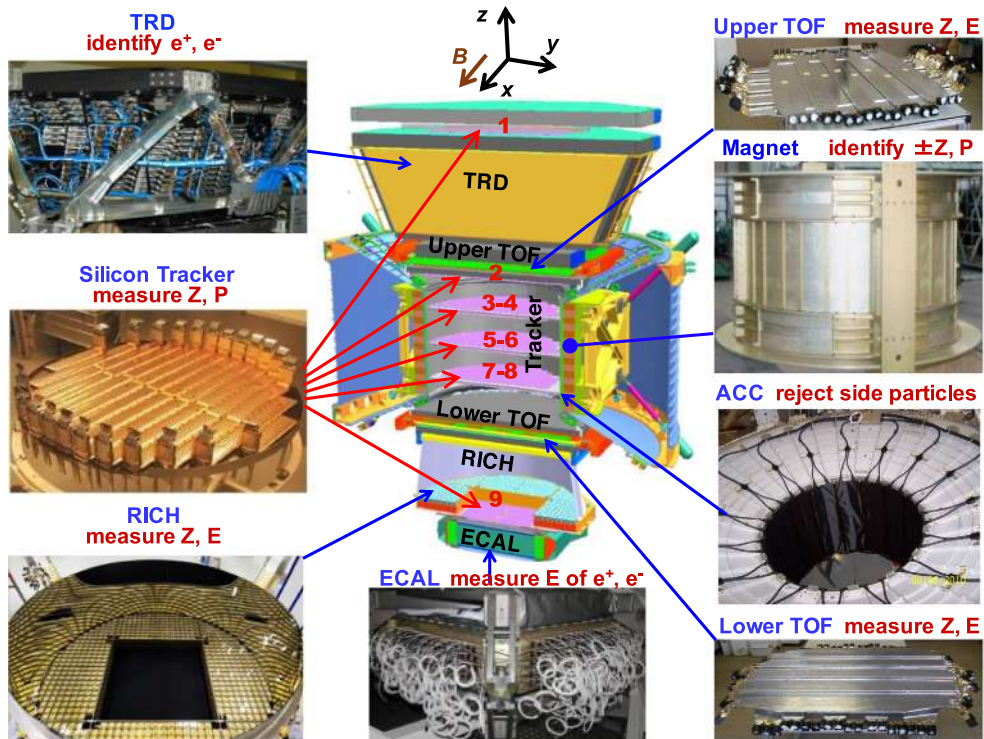 TRD
identify e⁺, e⁻
z
y
B
x
Upper TOF measure Z, E
1
TRD
Magnet identify ±Z, P
Upper TOF
2
Silicon Tracker
measure Z, P
3-4
5-6
7-8
Tracker
ACC reject side particles
Lower TOF
RICH
9
RICH
measure Z, E
ECAL
ECAL measure E of e⁺, e⁻
Lower TOF measure Z, E